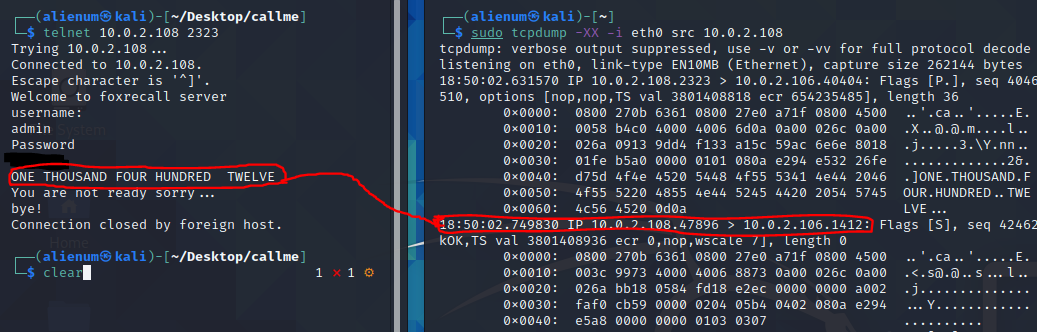 (alienum㉿kali)-[~/Desktop/callme]
$ telnet 10.0.2.108 2323
Trying 10.0.2.108...
Connected to 10.0.2.108.
Escape character is '^]'.
Welcome to foxrecall server
username:
admin
Password
ONE THOUSAND FOUR HUNDRED  TWELVE
You are not ready sorry...
bye!
Connection closed by foreign host.
(alienum㉿kali)-[~/Desktop/callme]
$ clear
1 ⨯ 1 ⚙
(alienum㉿kali)-[~]
$ sudo tcpdump -XX -i eth0 src 10.0.2.108
tcpdump: verbose output suppressed, use -v or -vv for full protocol decode
listening on eth0, link-type EN10MB (Ethernet), capture size 262144 bytes
18:50:02.631570 IP 10.0.2.108.2323 > 10.0.2.106.40404: Flags [P.], seq 4046
510, options [nop,nop,TS val 3801408818 ecr 654235485], length 36
0×0000:  0800 270b 6361 0800 27e0 a71f 0800 4500  ..'.ca..'.....E.
0×0010:  0058 b4c0 4000 4006 6d0a 0a00 026c 0a00  .X..@.@.m....l..
0×0020:  026a 0913 9dd4 f133 a15c 59ac 6e6e 8018  .j.....3.\Y.nn..
0×0030:  01fe b5a0 0000 0101 080a e294 e532 26fe  .............2&.
0×0040:  d75d 4f4e 4520 5448 4f55 5341 4e44 2046  .]ONE.THOUSAND.F
0×0050:  4f55 5220 4855 4e44 5245 4420 2054 5745  OUR.HUNDRED..TWE
0×0060:  4c56 4520 0d0a  LVE...
18:50:02.749830 IP 10.0.2.108.47896 > 10.0.2.106.1412: Flags [S], seq 42462
kOK,TS val 3801408936 ecr 0,nop,wscale 7], length 0
0×0000:  0800 270b 6361 0800 27e0 a71f 0800 4500  ..'.ca..'.....E.
0×0010:  003c 9973 4000 4006 8873 0a00 026c 0a00  .<.s@.@..s...l..
0×0020:  026a bb18 0584 fd18 e2ec 0000 0000 a002  .j..............
0×0030:  faf0 cb59 0000 0204 05b4 0402 080a e294  ...Y............
0×0040:  e5a8 0000 0000 0103 0307  ..........